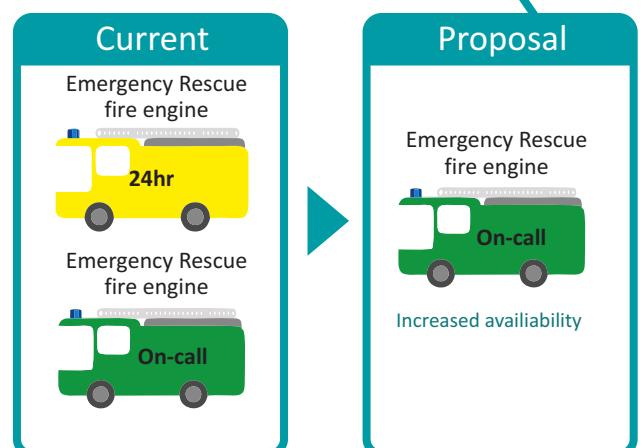 Current
Emergency Rescue
fire engine
24hr
Emergency Rescue
fire engine
On-call
Proposal
Emergency Rescue
fire engine
On-call
Increased availiability